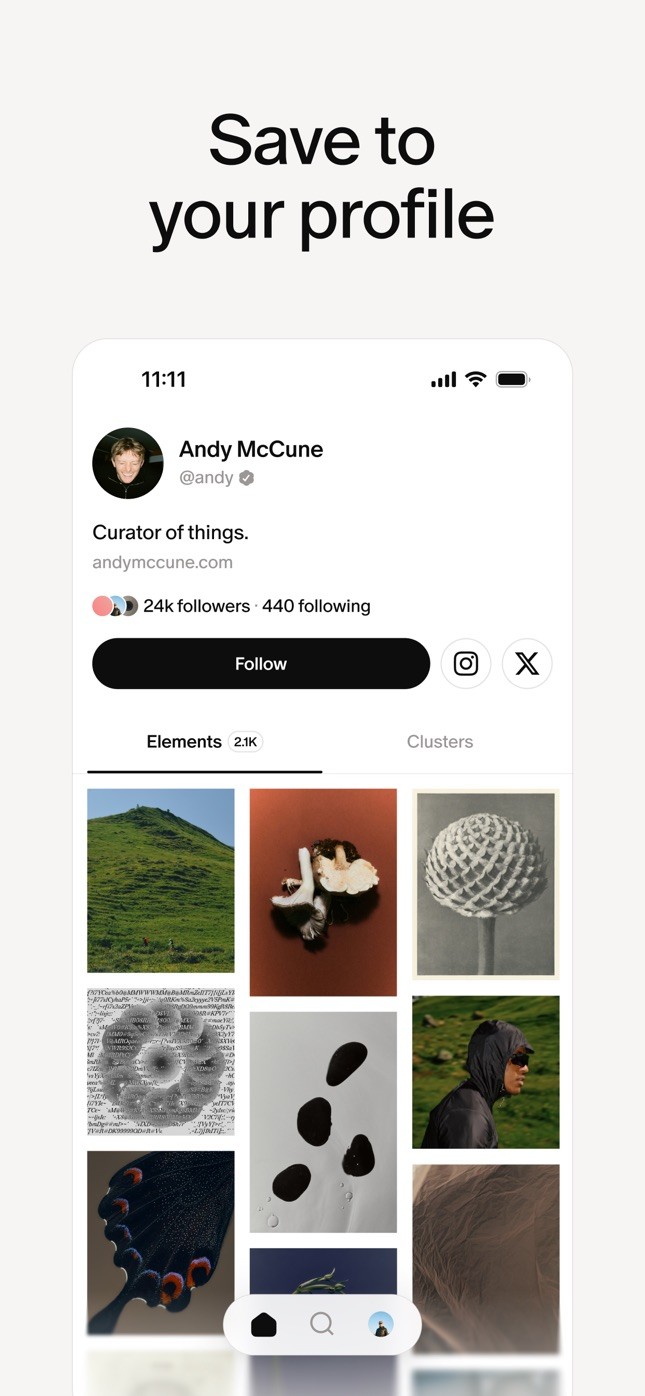 Save to
your profile
11:11
Andy McCune
@andy
Curator of things.
andymccune.com
24k followers · 440 following
Follow
Elements 2.1K
Clusters